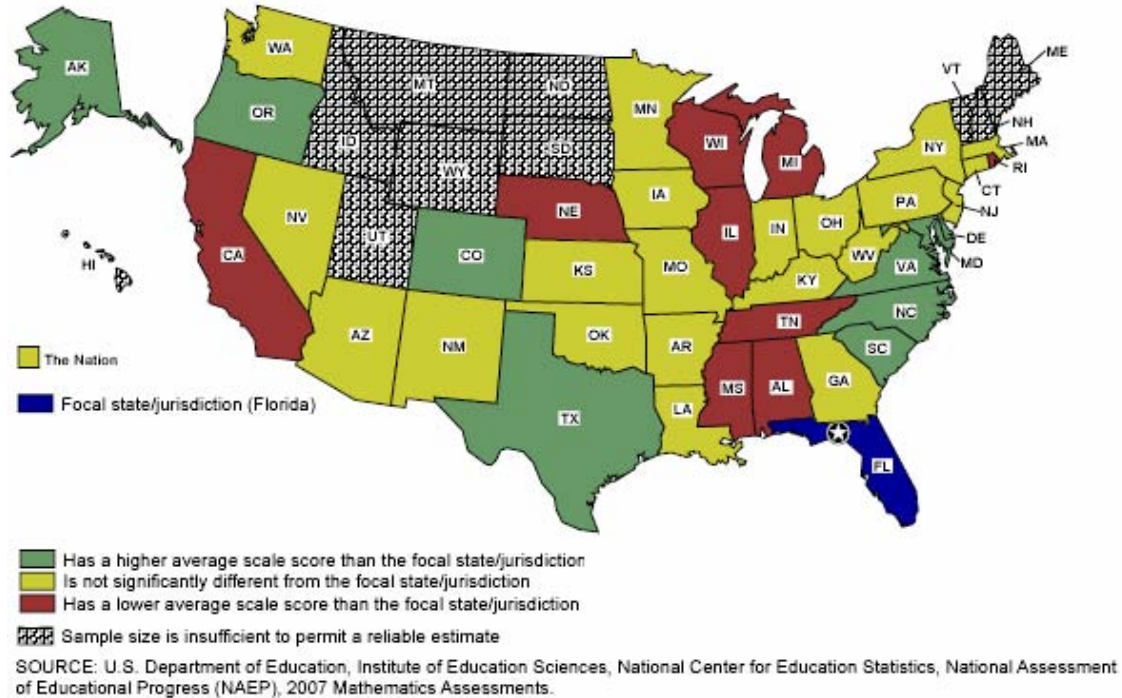 AK
WA
OR
CA
NV
ID
MT
WY
UT
AZ
CO
NM
ND
SD
NE
KS
OK
TX
MN
IA
MO
AR
LA
WI
IL
MI
IN
OH
KY
TN
MS
AL
GA
FL
SC
NC
VA
WV
PA
NY
VT
ME
NH
MA
RI
CT
NJ
DE
MD
HI
The Nation
Focal state/jurisdiction (Florida)
Has a higher average scale score than the focal state/jurisdiction
Is not significantly different from the focal state/jurisdiction
Has a lower average scale score than the focal state/jurisdiction
Sample size is insufficient to permit a reliable estimate
SOURCE: U.S. Department of Education, Institute of Education Sciences, National Center for Education Statistics, National Assessment
of Educational Progress (NAEP), 2007 Mathematics Assessments.